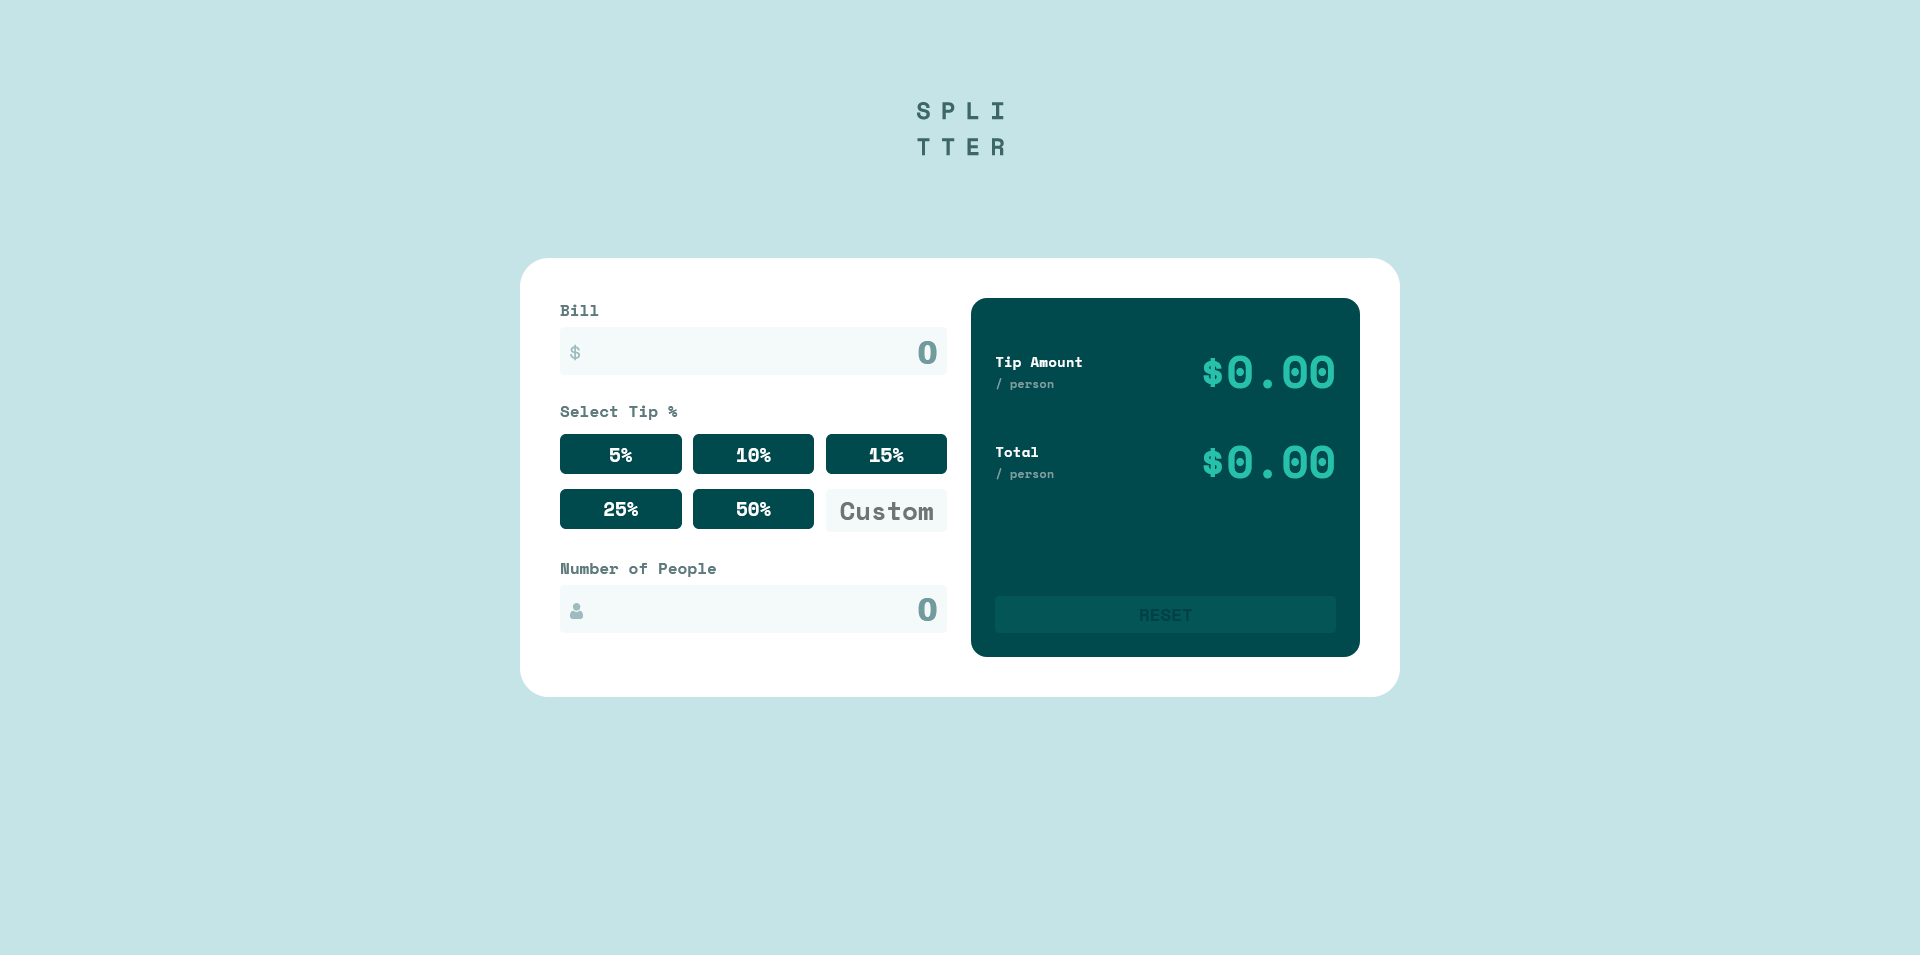 SPLI
TTER
Bill
$ 0
Select Tip %
5% 10% 15%
25% 50% Custom
Number of People
0
Tip Amount
/ person
$0.00
Total
/ person
$0.00
RESET